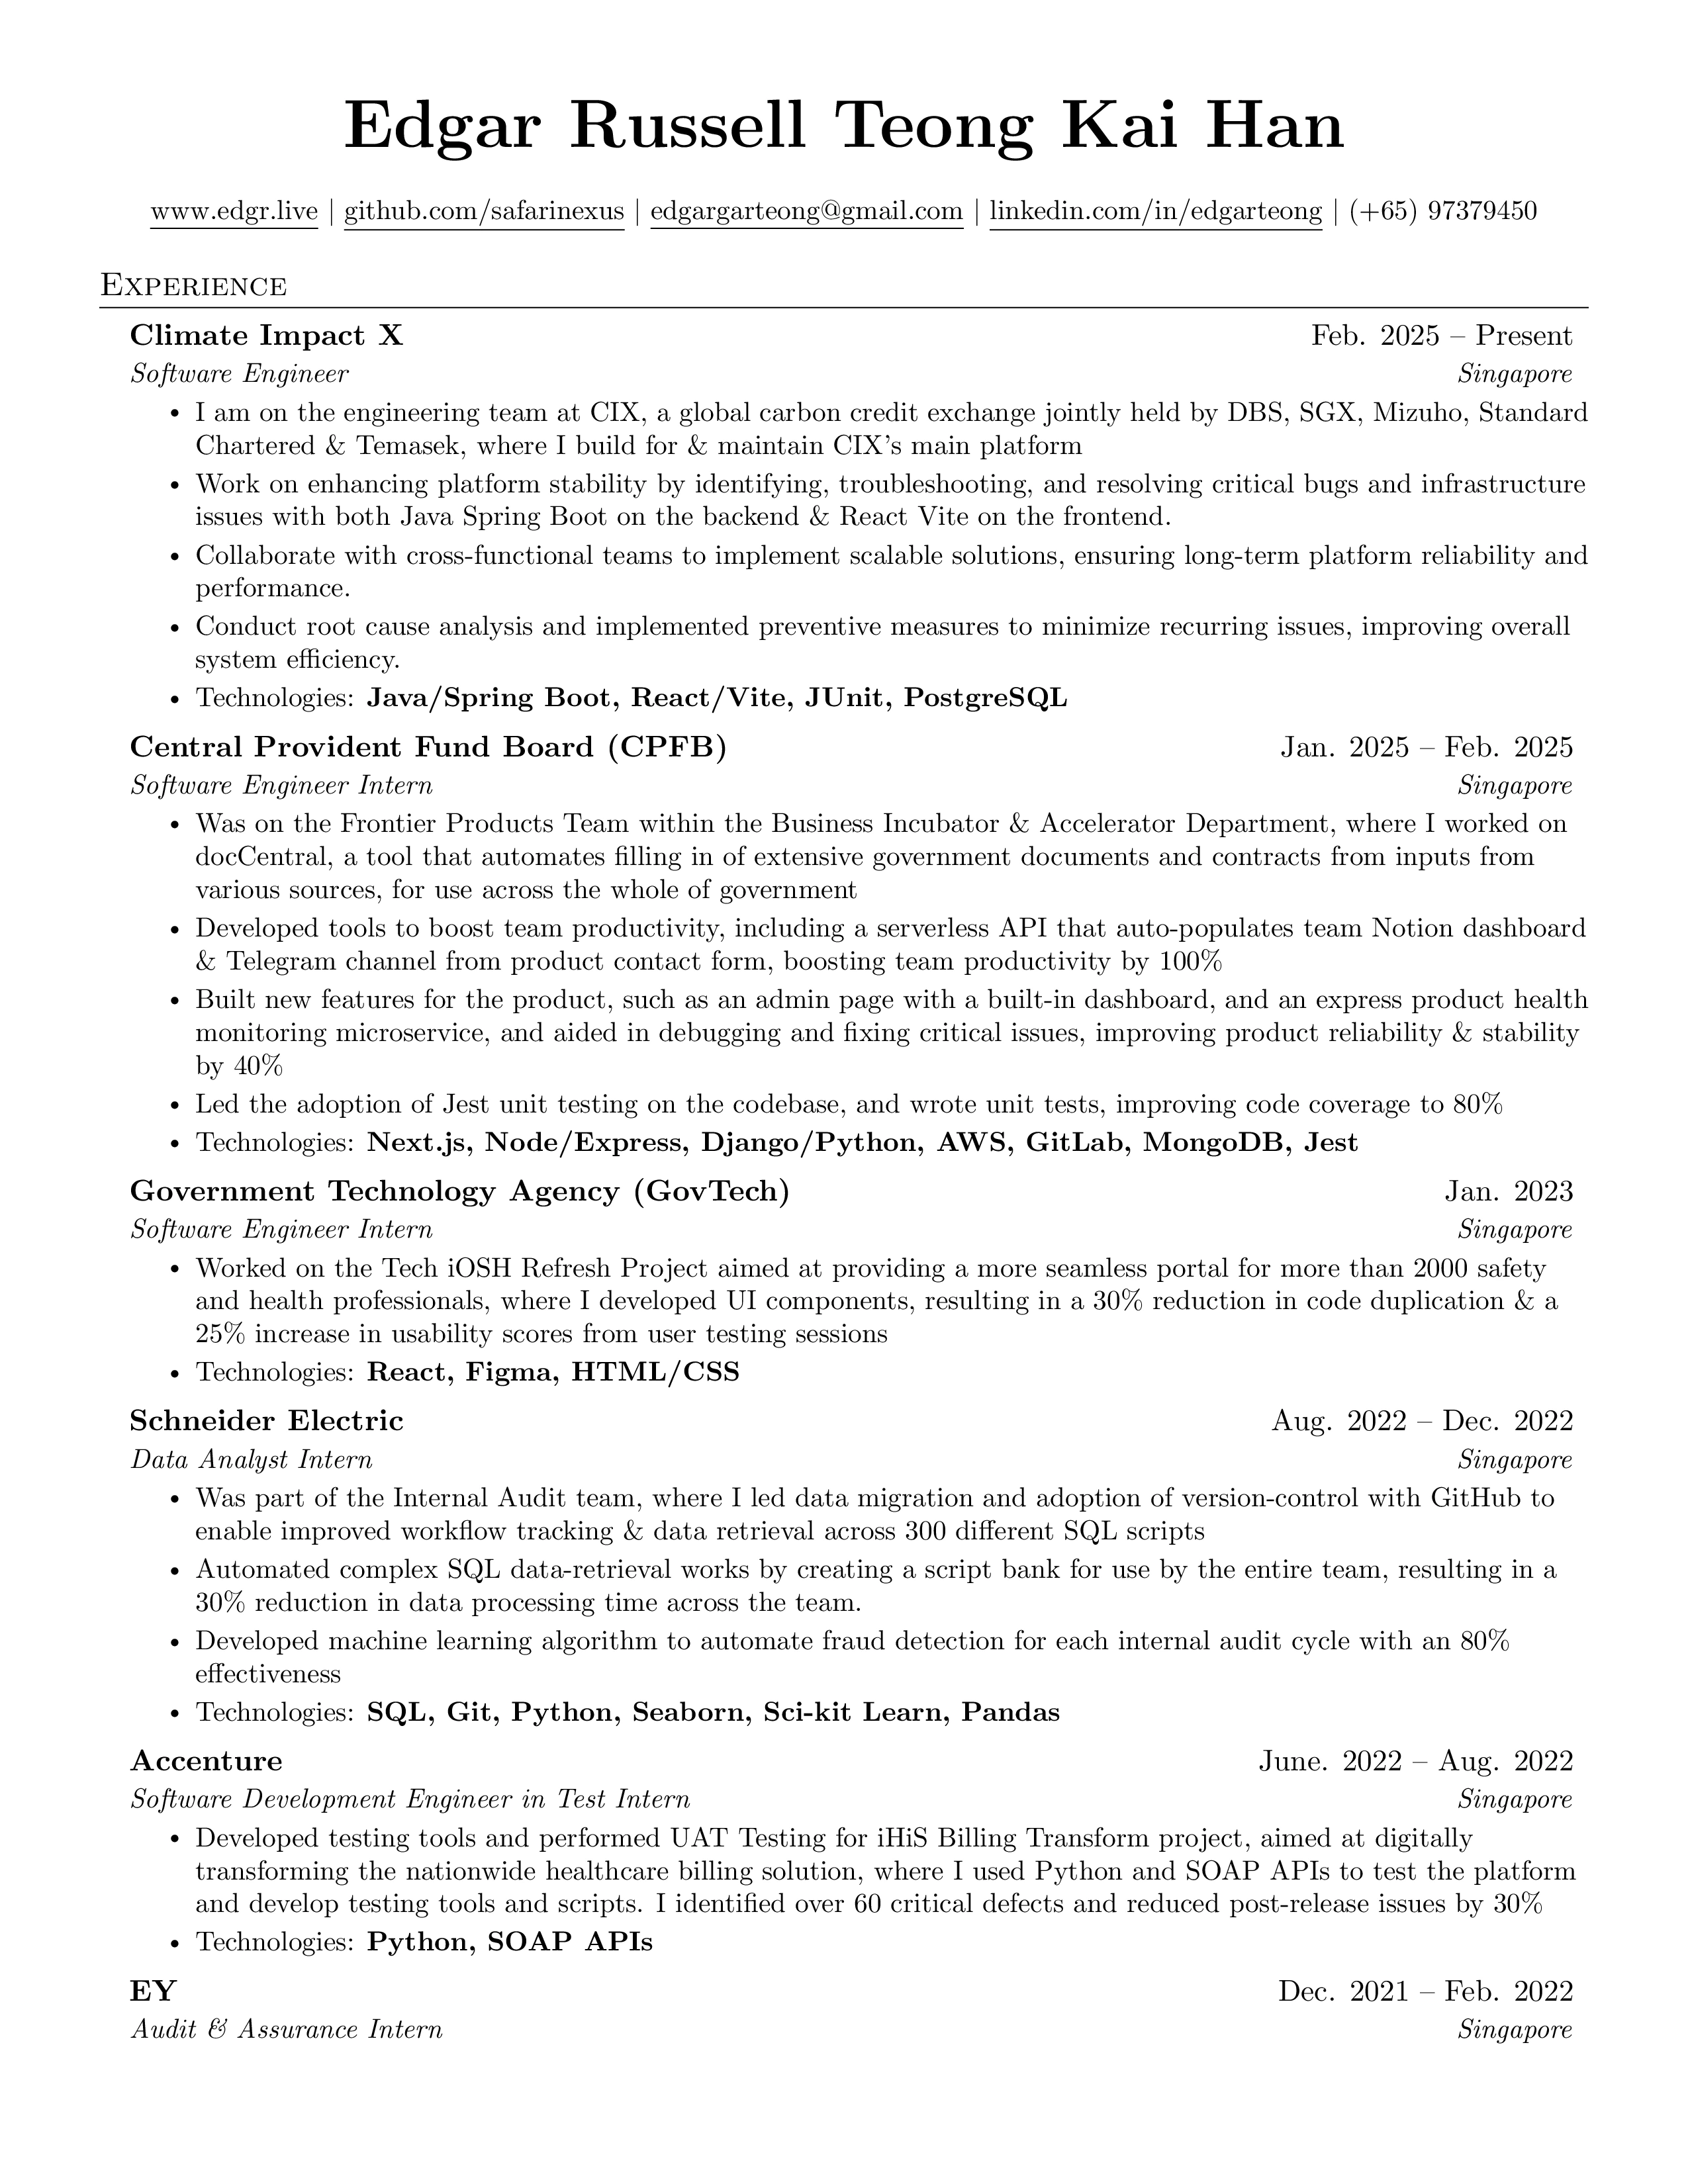 Edgar Russell Teong Kai Han
www.edgr.live | github.com/safarinexus | edgargarteong@gmail.com | linkedin.com/in/edgarteong | (+65) 97379450
Experience
Climate Impact X Feb. 2025 – Present
Software Engineer Singapore
• I am on the engineering team at CIX, a global carbon credit exchange jointly held by DBS, SGX, Mizuho, Standard
Chartered & Temasek, where I build for & maintain CIX's main platform
• Work on enhancing platform stability by identifying, troubleshooting, and resolving critical bugs and infrastructure
issues with both Java Spring Boot on the backend & React Vite on the frontend.
• Collaborate with cross-functional teams to implement scalable solutions, ensuring long-term platform reliability and
performance.
• Conduct root cause analysis and implemented preventive measures to minimize recurring issues, improving overall
system efficiency.
• Technologies: Java/Spring Boot, React/Vite, JUnit, PostgreSQL
Central Provident Fund Board (CPFB) Jan. 2025 – Feb. 2025
Software Engineer Intern Singapore
• Was on the Frontier Products Team within the Business Incubator & Accelerator Department, where I worked on
docCentral, a tool that automates filling in of extensive government documents and contracts from inputs from
various sources, for use across the whole of government
• Developed tools to boost team productivity, including a serverless API that auto-populates team Notion dashboard
& Telegram channel from product contact form, boosting team productivity by 100%
• Built new features for the product, such as an admin page with a built-in dashboard, and an express product health
monitoring microservice, and aided in debugging and fixing critical issues, improving product reliability & stability
by 40%
• Led the adoption of Jest unit testing on the codebase, and wrote unit tests, improving code coverage to 80%
• Technologies: Next.js, Node/Express, Django/Python, AWS, GitLab, MongoDB, Jest
Government Technology Agency (GovTech) Jan. 2023
Software Engineer Intern Singapore
• Worked on the Tech iOSH Refresh Project aimed at providing a more seamless portal for more than 2000 safety
and health professionals, where I developed UI components, resulting in a 30% reduction in code duplication & a
25% increase in usability scores from user testing sessions
• Technologies: React, Figma, HTML/CSS
Schneider Electric Aug. 2022 – Dec. 2022
Data Analyst Intern Singapore
• Was part of the Internal Audit team, where I led data migration and adoption of version-control with GitHub to
enable improved workflow tracking & data retrieval across 300 different SQL scripts
• Automated complex SQL data-retrieval works by creating a script bank for use by the entire team, resulting in a
30% reduction in data processing time across the team.
• Developed machine learning algorithm to automate fraud detection for each internal audit cycle with an 80%
effectiveness
• Technologies: SQL, Git, Python, Seaborn, Sci-kit Learn, Pandas
Accenture June. 2022 – Aug. 2022
Software Development Engineer in Test Intern Singapore
• Developed testing tools and performed UAT Testing for iHiS Billing Transform project, aimed at digitally
transforming the nationwide healthcare billing solution, where I used Python and SOAP APIs to test the platform
and develop testing tools and scripts. I identified over 60 critical defects and reduced post-release issues by 30%
• Technologies: Python, SOAP APIs
EY Dec. 2021 – Feb. 2022
Audit & Assurance Intern Singapore